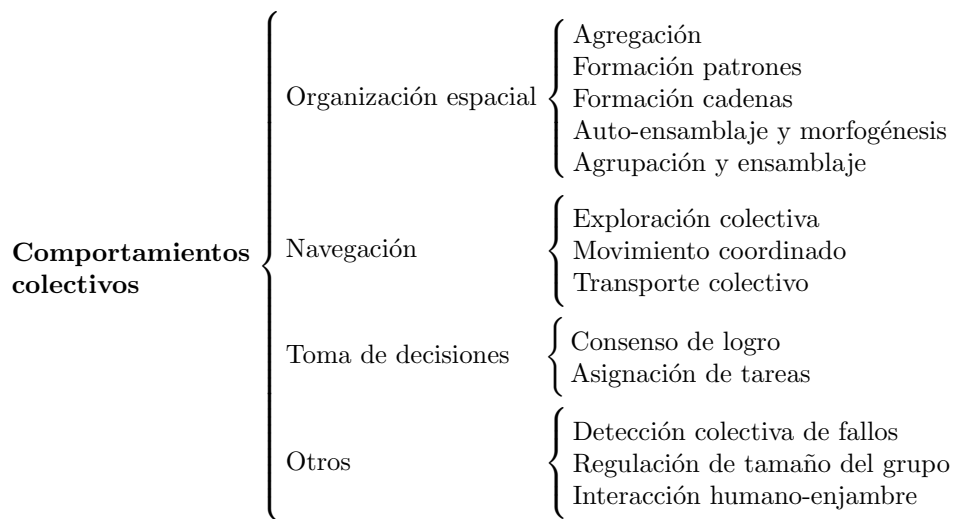 Comportamientos
colectivos
Organización espacial
Agregación
Formación patrones
Formación cadenas
Auto-ensamblaje y morfogénesis
Agrupación y ensamblaje
Navegación
Exploración colectiva
Movimiento coordinado
Transporte colectivo
Toma de decisiones
Consenso de logro
Asignación de tareas
Otros
Detección colectiva de fallos
Regulación de tamaño del grupo
Interacción humano-enjambre